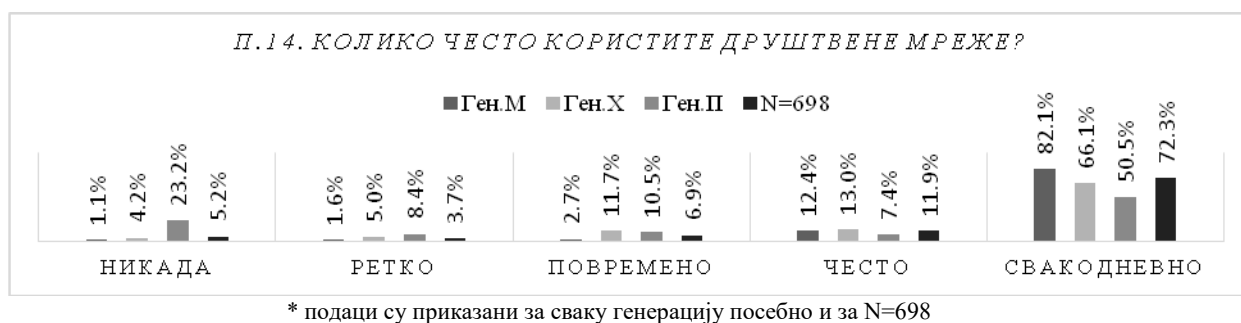 П.14. КОЛИКО ЧЕСТО КОРИСТИТЕ ДРУШТВЕНЕ МРЕЖЕ?
Ген.М Ген.Х Ген.П N=698
1.1% 4.2% 23.2% 5.2% 1.6% 5.0% 8.4% 3.7% 2.7% 11.7% 10.5% 6.9% 12.4% 13.0% 7.4% 11.9% 82.1% 66.1% 50.5% 72.3%
НИКАДА РЕТКО ПОВРЕМЕНО ЧЕСТО СВАКОДНЕВНО
* подаци су приказани за сваку генерацију посебно и за N=698